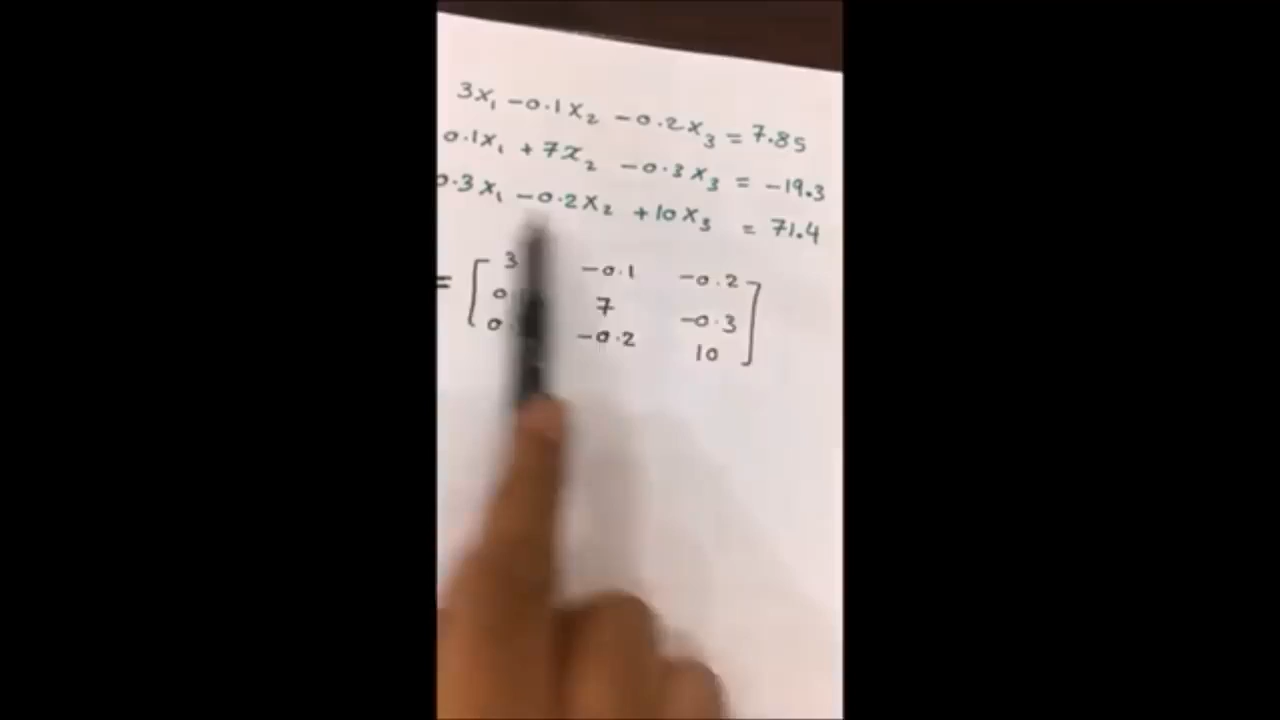 3x₁ -0.1x₂ -0.2x₃ = 7.85
0.1x₁ + 7x₂ -0.3x₃ = -19.3
0.3x₁ -0.2x₂ +10x₃ = 71.4
= [ 3 -0.1 -0.2
0 7 -0.3
0 -0.2 10 ]